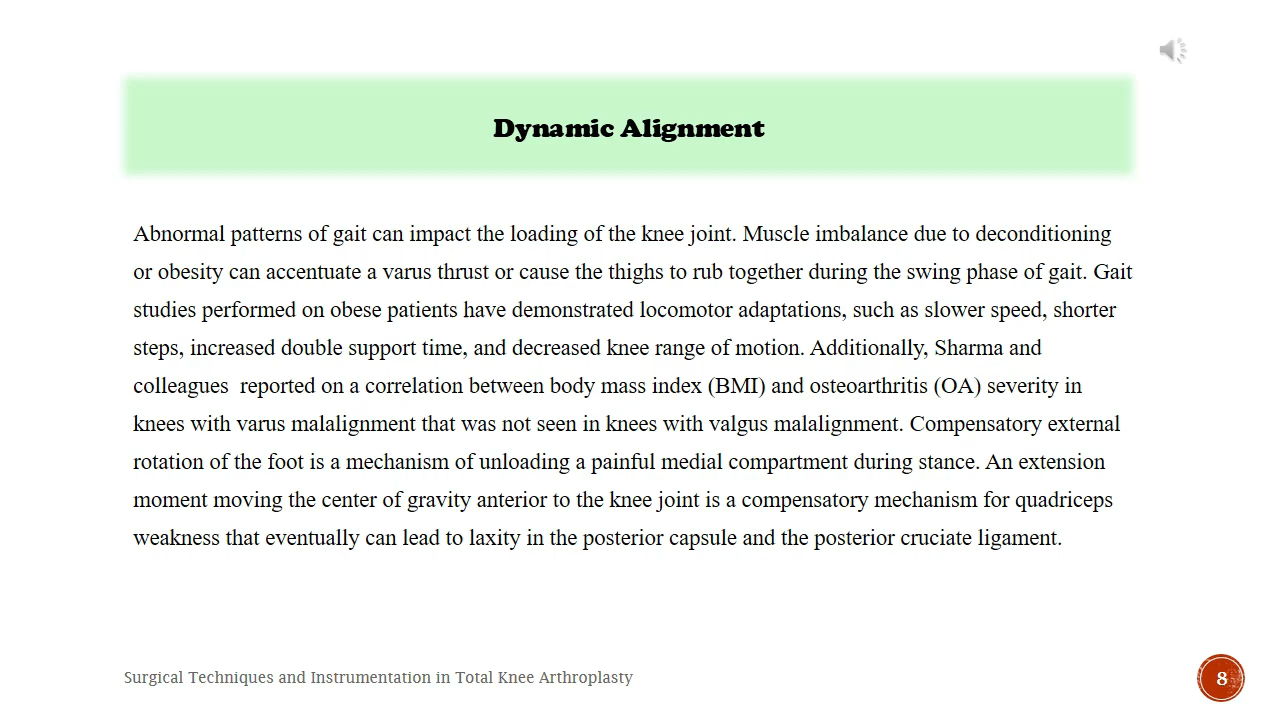 Dynamic Alignment
Abnormal patterns of gait can impact the loading of the knee joint. Muscle imbalance due to deconditioning
or obesity can accentuate a varus thrust or cause the thighs to rub together during the swing phase of gait. Gait
studies performed on obese patients have demonstrated locomotor adaptations, such as slower speed, shorter
steps, increased double support time, and decreased knee range of motion. Additionally, Sharma and
colleagues  reported on a correlation between body mass index (BMI) and osteoarthritis (OA) severity in
knees with varus malalignment that was not seen in knees with valgus malalignment. Compensatory external
rotation of the foot is a mechanism of unloading a painful medial compartment during stance. An extension
moment moving the center of gravity anterior to the knee joint is a compensatory mechanism for quadriceps
weakness that eventually can lead to laxity in the posterior capsule and the posterior cruciate ligament.
Surgical Techniques and Instrumentation in Total Knee Arthroplasty
8